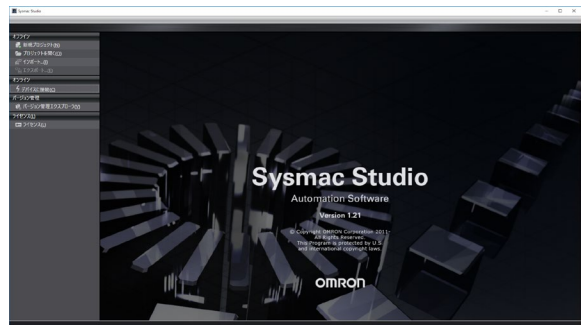 Sysmac Studio
オフライン
新規プロジェクト(N)
プロジェクトを開く(O)
インポート...(I)
エクスポート...(E)
オンライン
デバイスに接続(C)
バージョン管理
バージョン管理エクスプローラ(V)
ライセンス(L)
ライセンス(L)
Sysmac Studio
Automation Software
Version 1.21
© Copyright OMRON Corporation 2011-
All Rights Reserved.
This Program is protected by U.S.
and international copyright laws.
OMRON